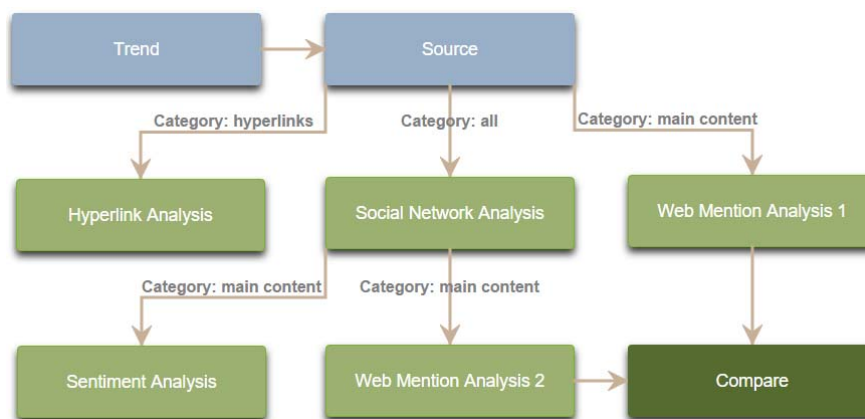 Trend
Source
Category: hyperlinks
Category: all
Category: main content
Hyperlink Analysis
Social Network Analysis
Web Mention Analysis 1
Category: main content
Category: main content
Sentiment Analysis
Web Mention Analysis 2
Compare